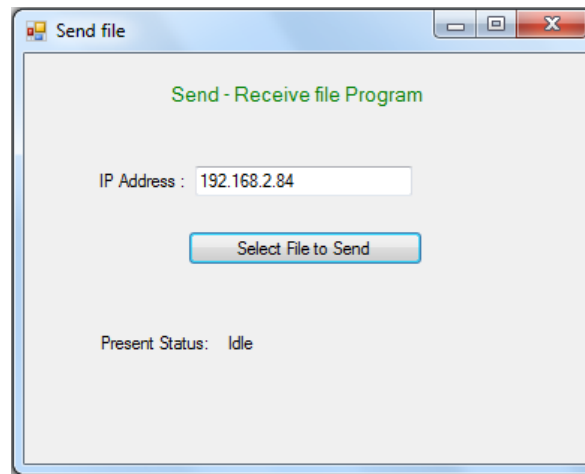 Send file
Send - Receive file Program
IP Address : 192.168.2.84
Select File to Send
Present Status: Idle